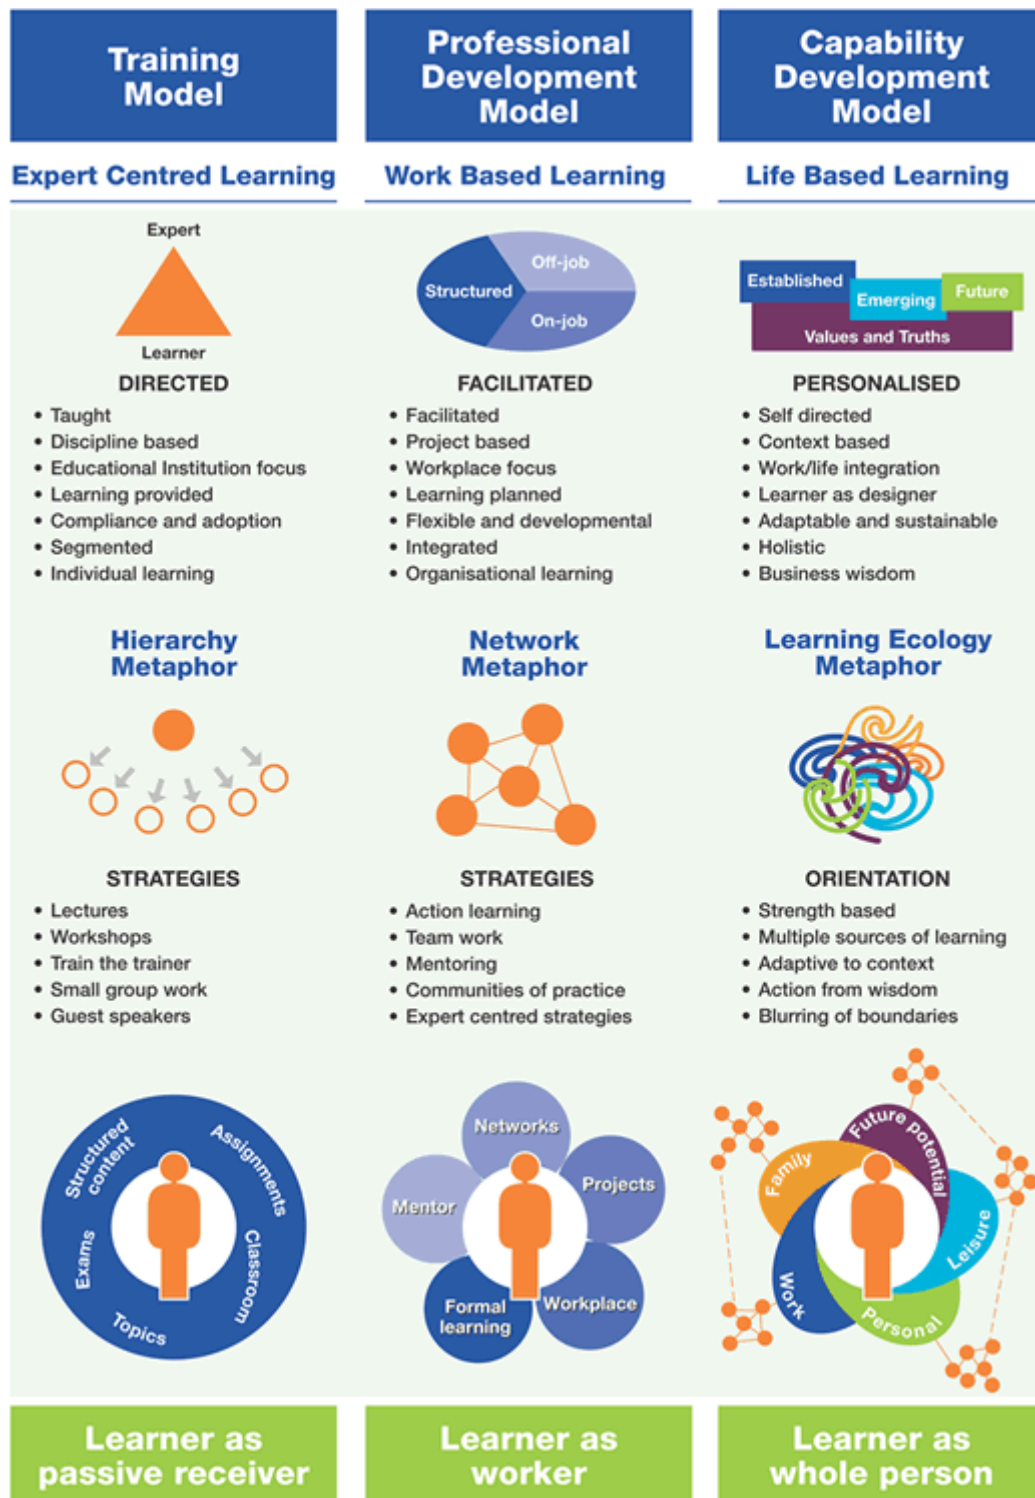 Training
Model
Expert Centred Learning
Expert
Learner
DIRECTED
• Taught
• Discipline based
• Educational Institution focus
• Learning provided
• Compliance and adoption
• Segmented
• Individual learning
Hierarchy
Metaphor
STRATEGIES
• Lectures
• Workshops
• Train the trainer
• Small group work
• Guest speakers
Structured
content
Assignments
Exams
Classroom
Topics
Learner as
passive receiver
Professional
Development
Model
Work Based Learning
Off-job
Structured
On-job
FACILITATED
• Facilitated
• Project based
• Workplace focus
• Learning planned
• Flexible and developmental
• Integrated
• Organisational learning
Network
Metaphor
STRATEGIES
• Action learning
• Team work
• Mentoring
• Communities of practice
• Expert centred strategies
Networks
Mentor
Projects
Formal
learning
Workplace
Learner as
worker
Capability
Development
Model
Life Based Learning
Established
Emerging
Future
Values and Truths
PERSONALISED
• Self directed
• Context based
• Work/life integration
• Learner as designer
• Adaptable and sustainable
• Holistic
• Business wisdom
Learning Ecology
Metaphor
ORIENTATION
• Strength based
• Multiple sources of learning
• Adaptive to context
• Action from wisdom
• Blurring of boundaries
Future potential
Family
Leisure
Work
Personal
Learner as
whole person